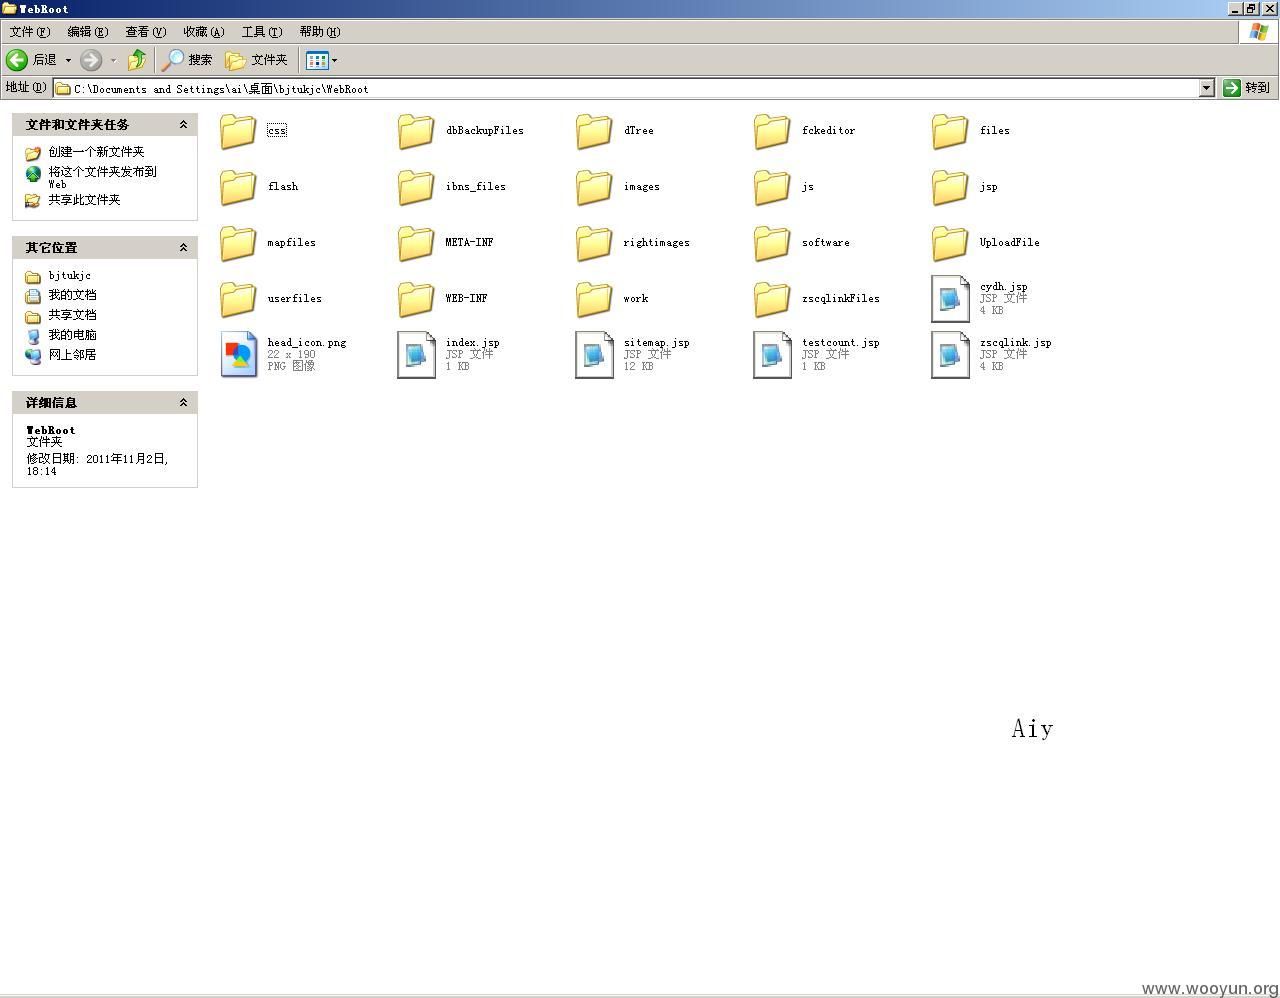 WebRoot
文件(F) 编辑(E) 查看(V) 收藏(A) 工具(T) 帮助(H)
后退 搜索 文件夹
地址(D) C:\Documents and Settings\ai\桌面\bjtukjc\WebRoot 转到
文件和文件夹任务
创建一个新文件夹
将这个文件夹发布到
Web
共享此文件夹
其它位置
bjtukjc
我的文档
共享文档
我的电脑
网上邻居
详细信息
WebRoot
文件夹
修改日期: 2011年11月2日,
18:14
css dbBackupFiles dTree fckeditor files
flash ibns_files images js jsp
mapfiles META-INF rightimages software UploadFile
userfiles WEB-INF work zscqlinkFiles
cydh.jsp
JSP 文件
4 KB
head_icon.png
22 x 190
PNG 图像
index.jsp
JSP 文件
1 KB
sitemap.jsp
JSP 文件
12 KB
testcount.jsp
JSP 文件
1 KB
zscqlink.jsp
JSP 文件
4 KB
Aiy
www.wooyun.org